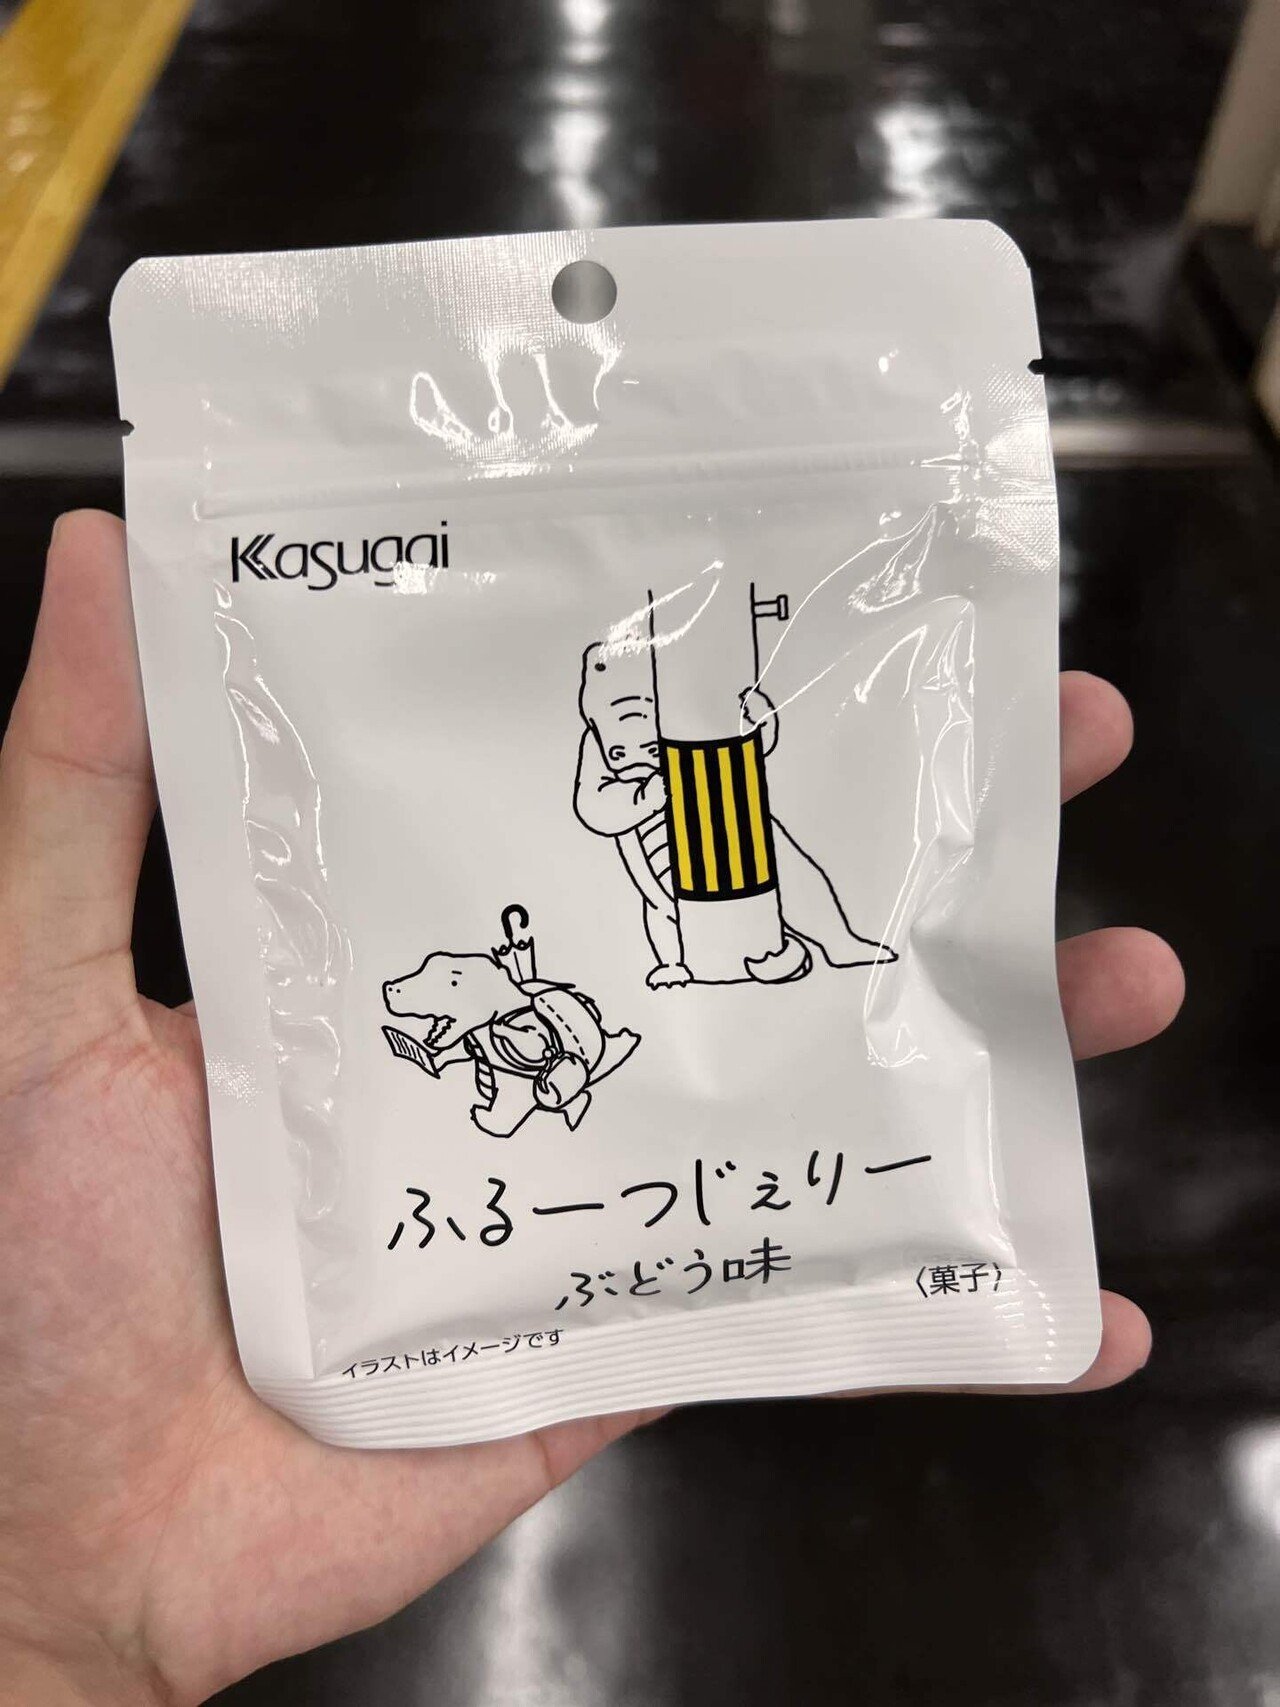 Kasugai
ふるーつじぇりー
ぶどう味
〈菓子〉
イラストはイメージです